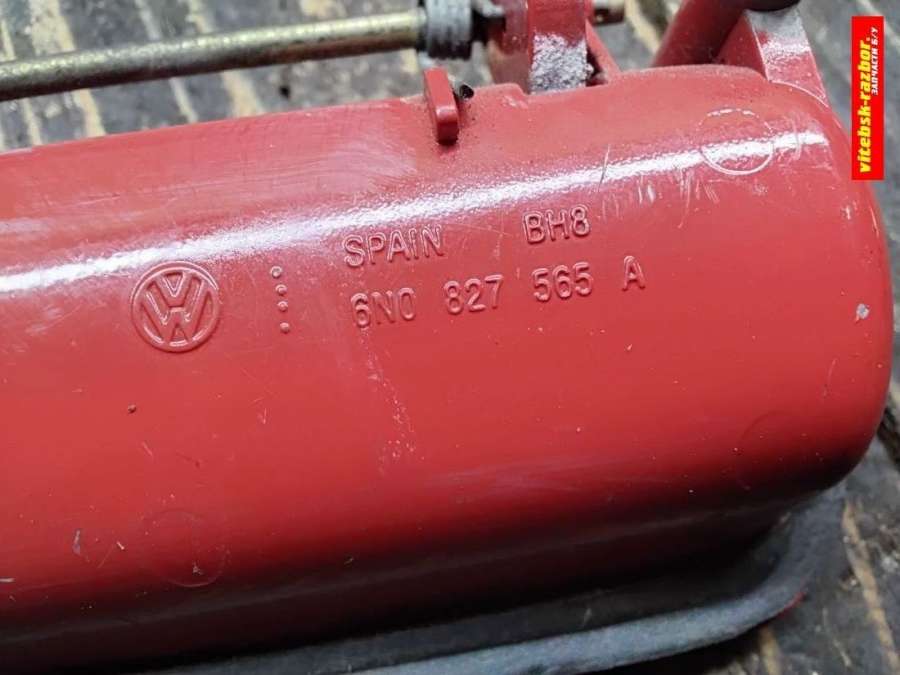 SPAIN BH8
6N0 827 565 A
vitebsk-razbor.
ЗАПЧАСТИ Б/У